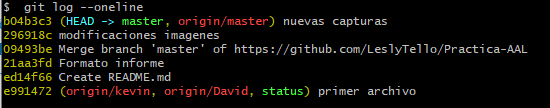 $ git log --oneline
b04b3c3 (HEAD -> master, origin/master) nuevas capturas
296918c modificaciones imagenes
09493be Merge branch 'master' of https://github.com/LeslyTello/Practica-AAL
21aa3fd Formato informe
ed14f66 Create README.md
e991472 (origin/kevin, origin/David, status) primer archivo